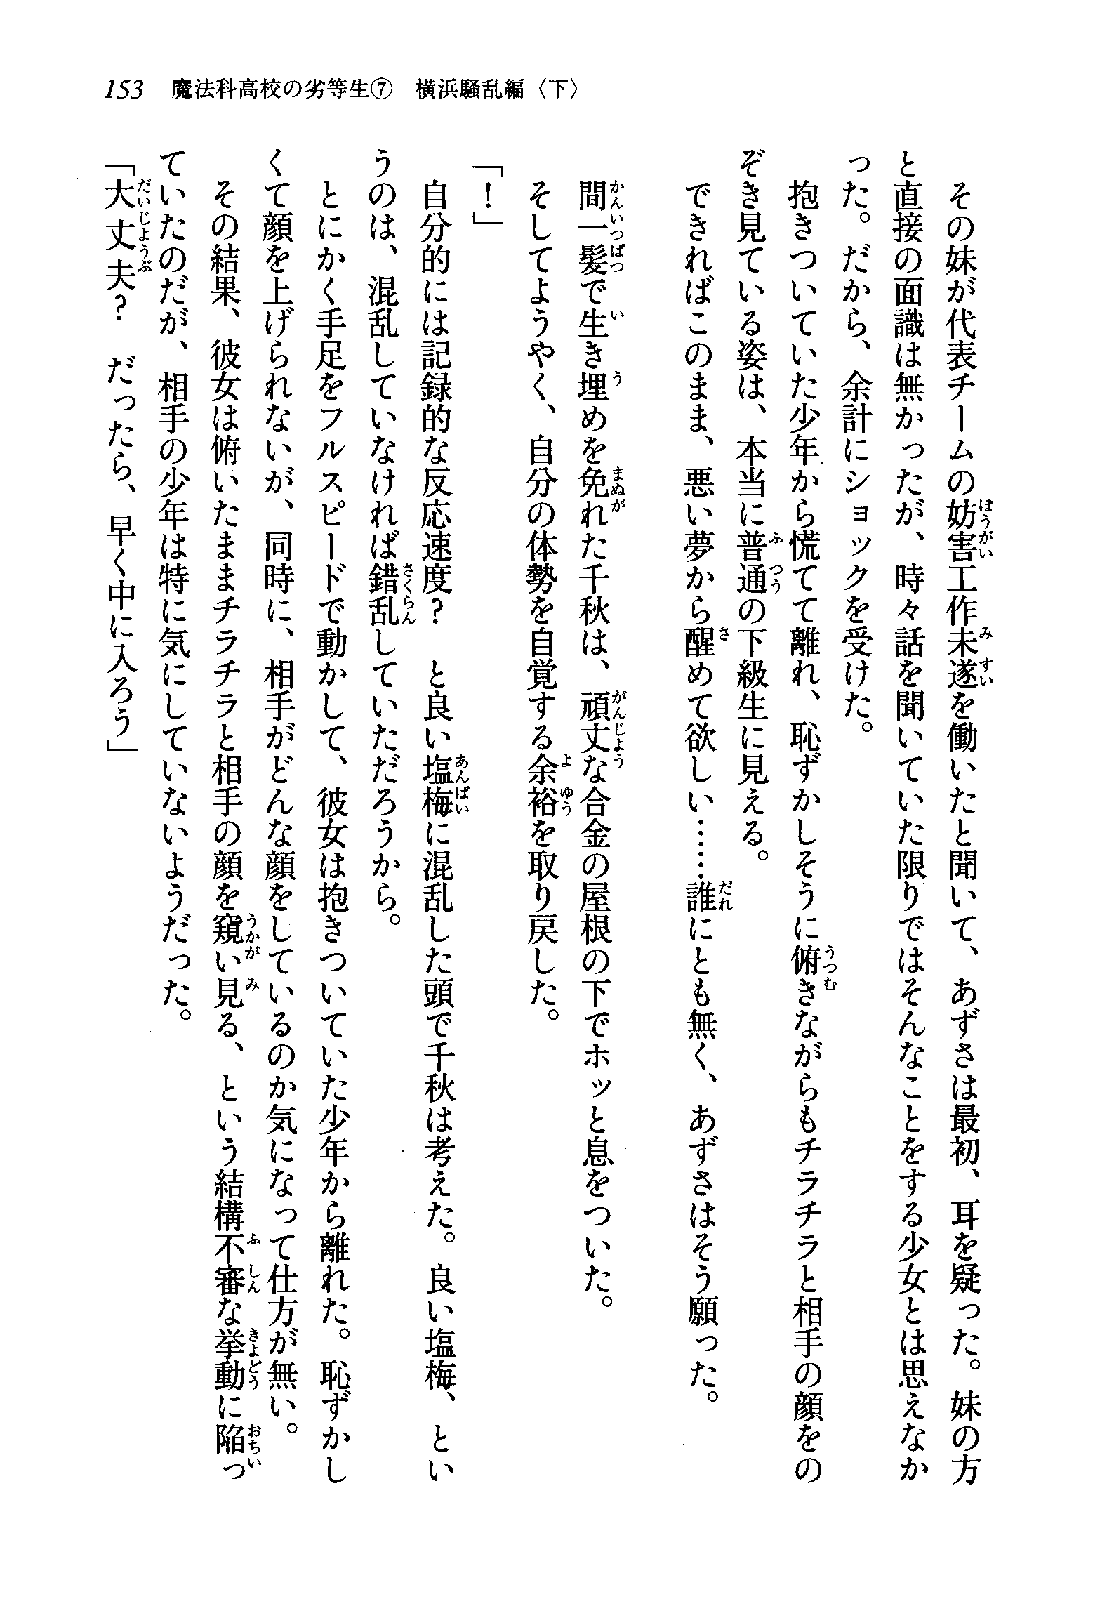 153　魔法科高校の劣等生⑦　横浜騒乱編〈下〉
　その妹が代表チームの妨害工作未遂を働いたと聞いて、あずさは最初、耳を疑った。妹の方
と直接の面識は無かったが、時々話を聞いていた限りではそんなことをする少女とは思えなか
った。だから、余計にショックを受けた。
　抱きついていた少年から慌てて離れ、恥ずかしそうに俯きながらもチラチラと相手の顔をの
ぞき見ている姿は、本当に普通の下級生に見える。
　できればこのまま、悪い夢から醒めて欲しい……誰にとも無く、あずさはそう願った。
　間一髪で生き埋めを免れた千秋は、頑丈な合金の屋根の下でホッと息をついた。
　そしてようやく、自分の体勢を自覚する余裕を取り戻した。
「！」
　自分的には記録的な反応速度？　と良い塩梅に混乱した頭で千秋は考えた。良い塩梅、とい
うのは、混乱していなければ錯乱していただろうから。
　とにかく手足をフルスピードで動かして、彼女は抱きついていた少年から離れた。恥ずかし
くて顔を上げられないが、同時に、相手がどんな顔をしているのか気になって仕方が無い。
　その結果、彼女は俯いたままチラチラと相手の顔を窺い見る、という結構不審な挙動に陥っ
ていたのだが、相手の少年は特に気にしていないようだった。
「大丈夫？　だったら、早く中に入ろう」